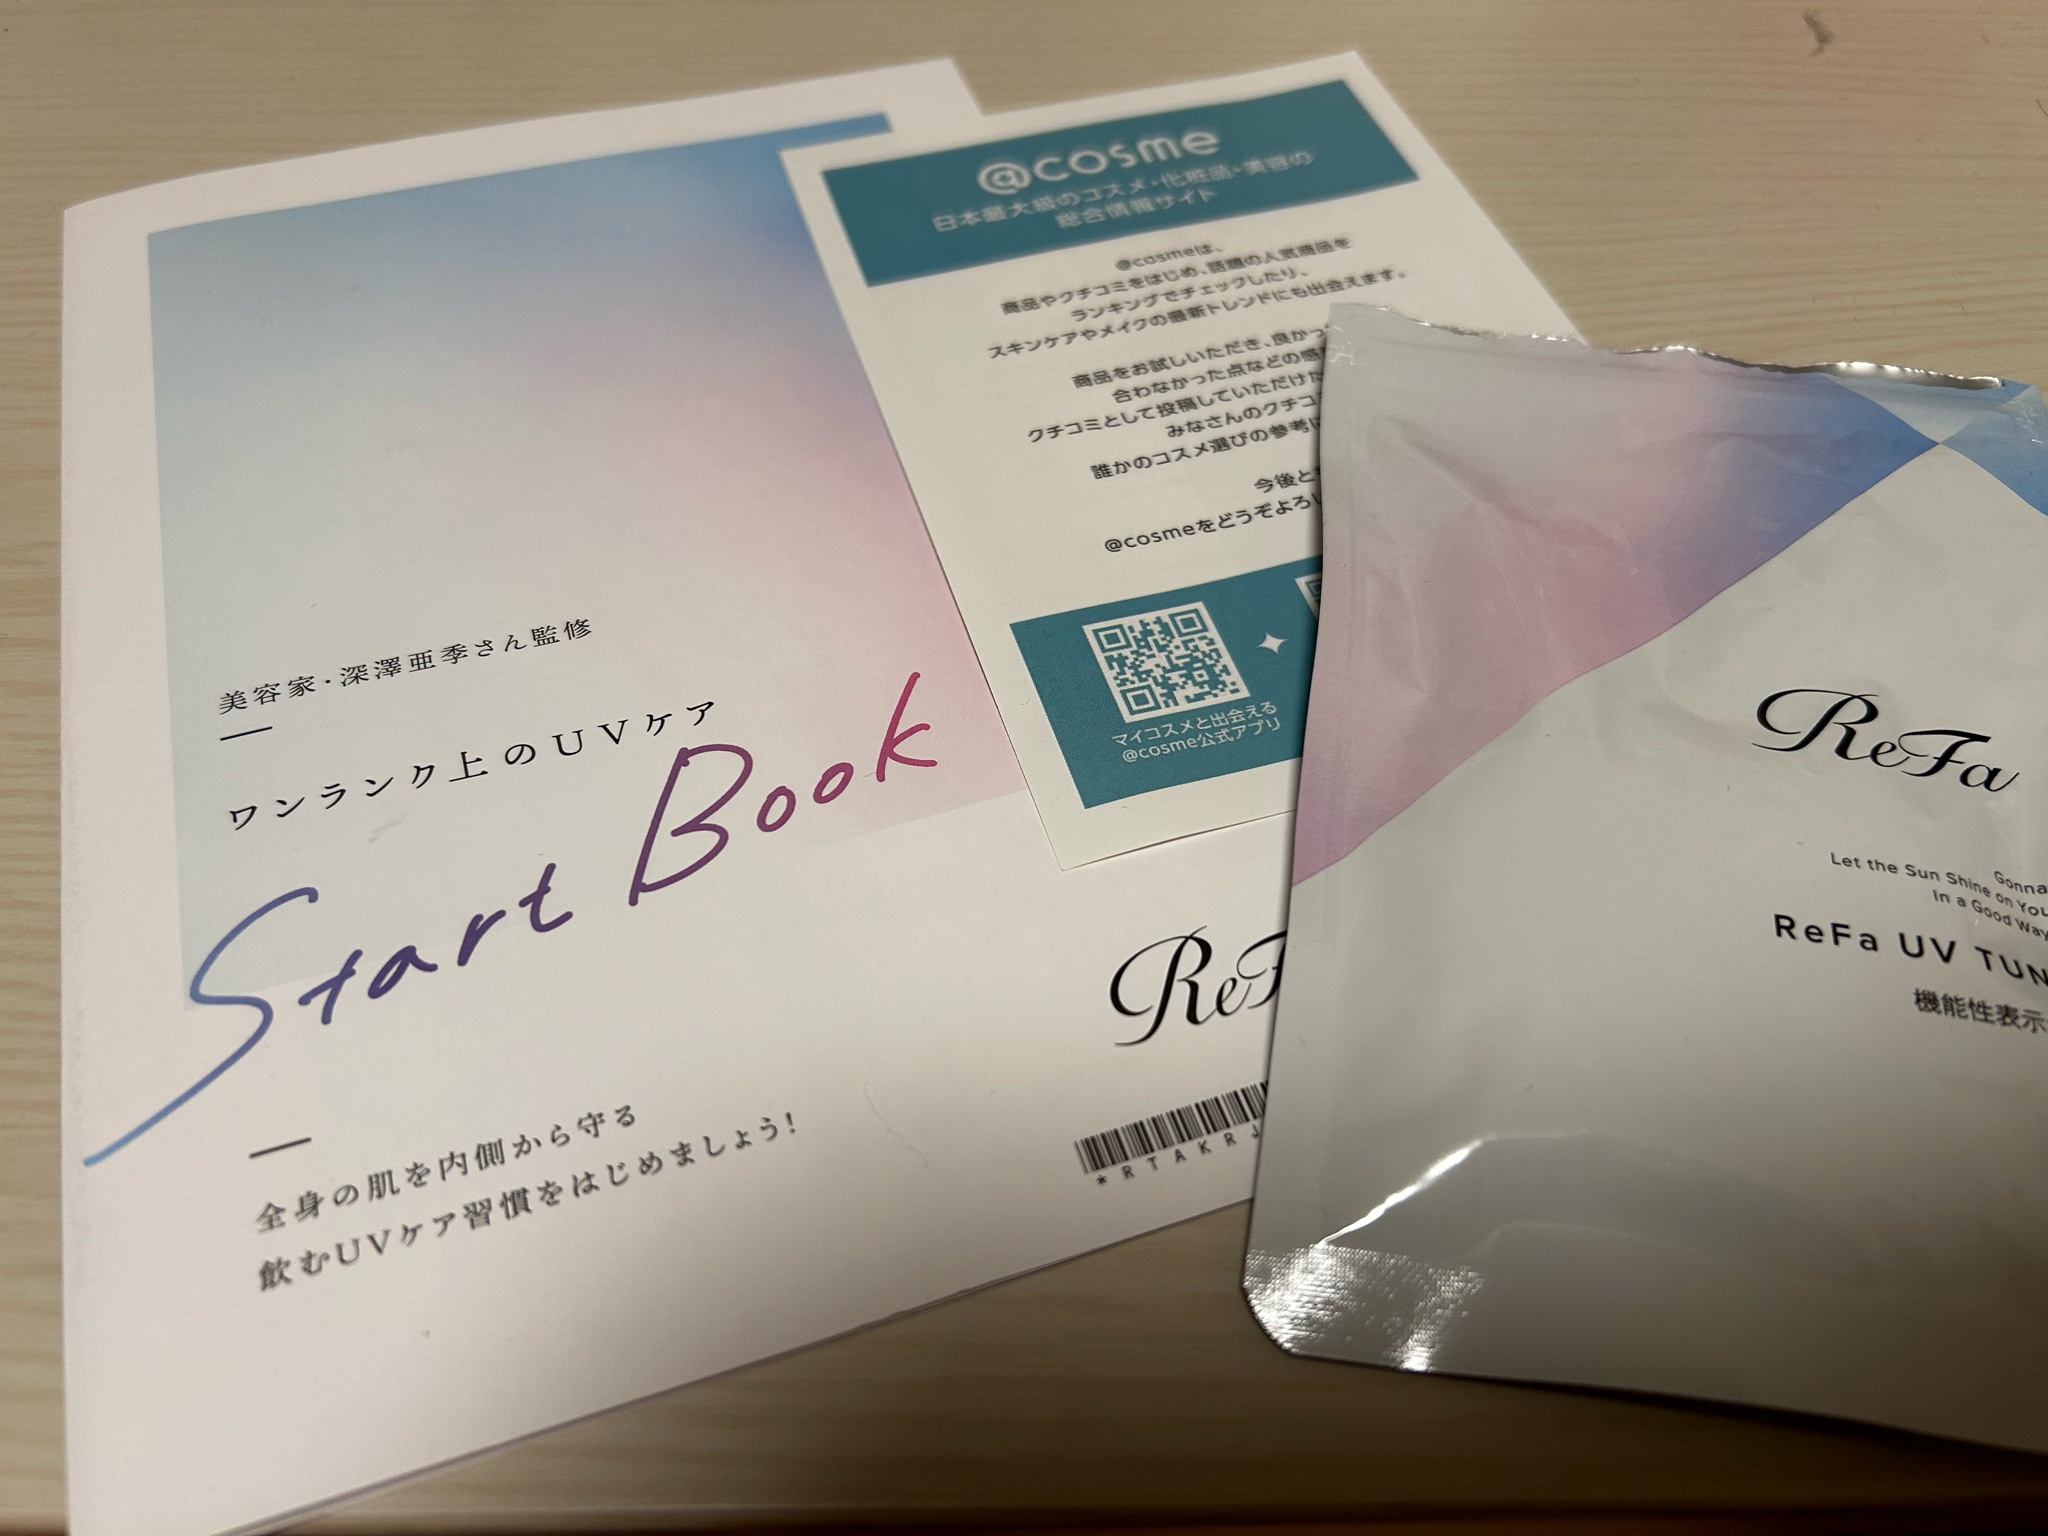 美容家・深澤亜季さん監修
ワンランク上のUVケア
Start Book
全身の肌を内側から守る
飲むUVケア習慣をはじめましょう！
ReF
*RTAKRJ
@cosme
日本最大級のコスメ・化粧品・美容の
総合情報サイト
@cosmeは、
商品やクチコミをはじめ、話題の人気商品を
ランキングでチェックしたり、
スキンケアやメイクの最新トレンドにも出会えます。
商品をお試しいただき、良かっ
合わなかった点などの感
クチコミとして投稿していただけた
みなさんのクチコ
誰かのコスメ選びの参考に
今後と
@cosmeをどうぞよろし
マイコスメと出会える
@cosme公式アプリ
ReFa
Gonna
Let the Sun Shine on You
In a Good Way
ReFa UV TUN
機能性表示